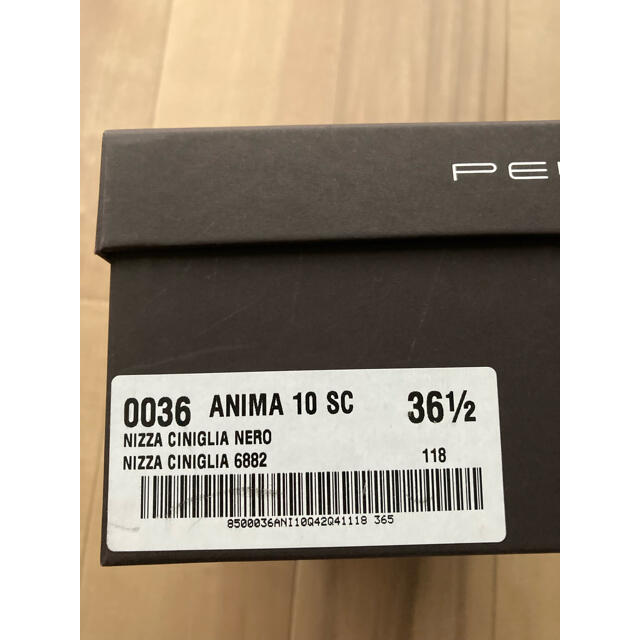 PE
0036 ANIMA 10 SC 36½
NIZZA CINIGLIA NERO
NIZZA CINIGLIA 6882 118
8500036ANI10Q42Q41118 365